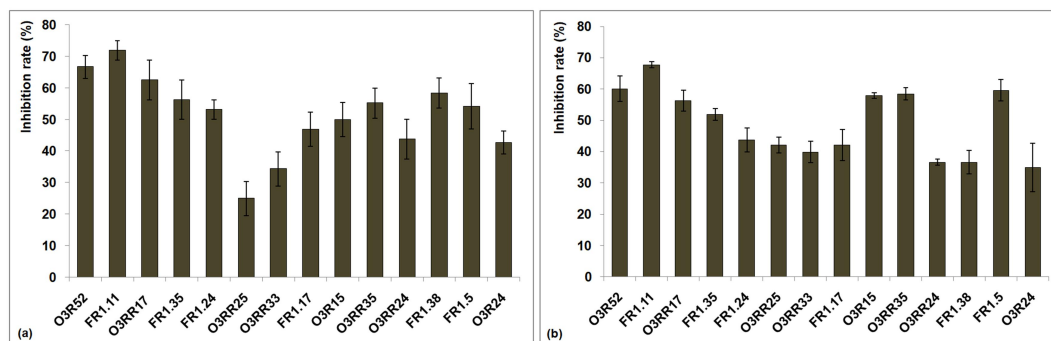 Inhibition rate (%)
80
70
60
50
40
30
20
10
0
O3R52
FR1.11
O3RR17
FR1.35
FR1.24
O3RR25
O3RR33
FR1.17
O3R15
O3RR35
O3RR24
FR1.38
FR1.5
O3R24
(a)
Inhibition rate (%)
80
70
60
50
40
30
20
10
0
O3R52
FR1.11
O3RR17
FR1.35
FR1.24
O3RR25
O3RR33
FR1.17
O3R15
O3RR35
O3RR24
FR1.38
FR1.5
O3R24
(b)